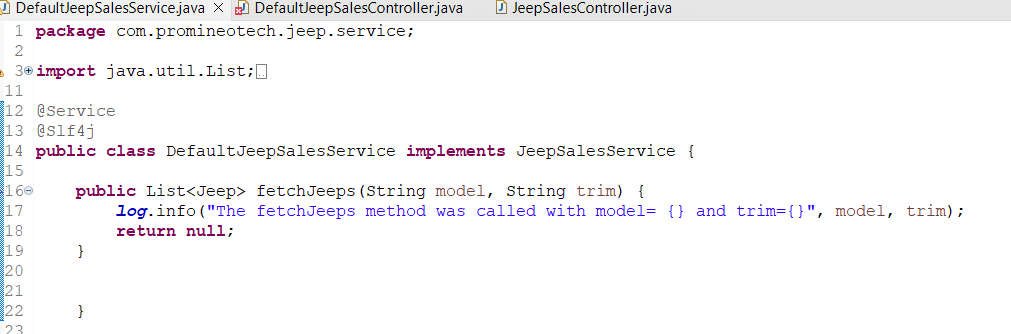 DefaultJeepSalesService.java DefaultJeepSalesController.java JeepSalesController.java
1 package com.promineotech.jeep.service;
2
3 import java.util.List;
11
12 @Service
13 @Slf4j
14 public class DefaultJeepSalesService implements JeepSalesService {
15
16 public List<Jeep> fetchJeeps(String model, String trim) {
17 log.info("The fetchJeeps method was called with model= {} and trim={}", model, trim);
18 return null;
19 }
20
21
22 }
23